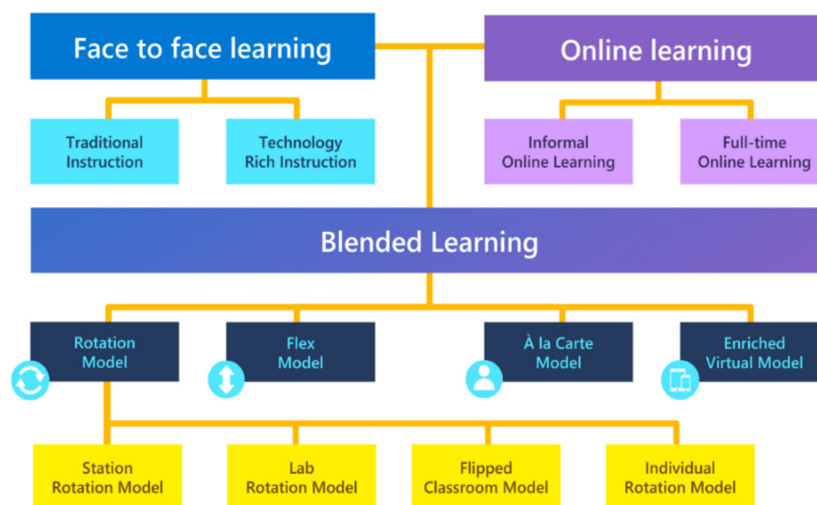 Face to face learning
Online learning
Traditional
Instruction
Technology
Rich Instruction
Informal
Online Learning
Full-time
Online Learning
Blended Learning
Rotation
Model
Flex
Model
À la Carte
Model
Enriched
Virtual Model
Station
Rotation Model
Lab
Rotation Model
Flipped
Classroom Model
Individual
Rotation Model